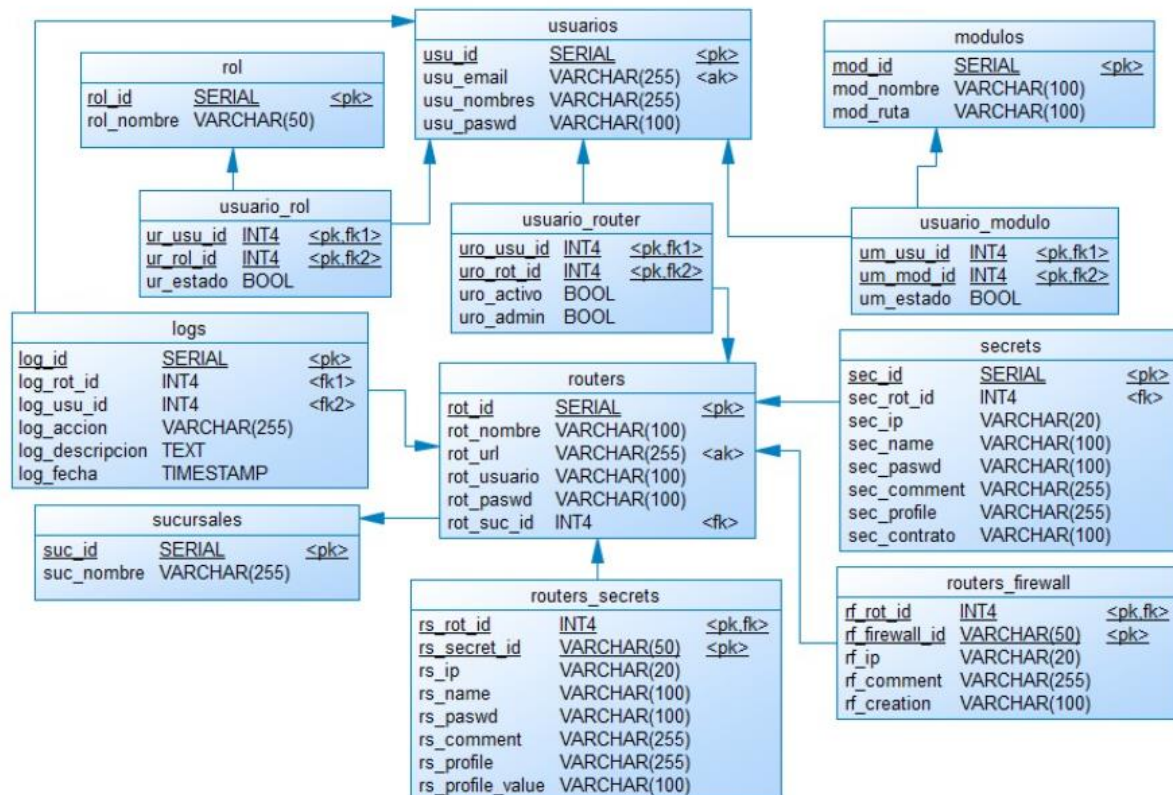 usuarios
usu_id SERIAL <pk>
usu_email VARCHAR(255) <ak>
usu_nombres VARCHAR(255)
usu_paswd VARCHAR(100)
modulos
mod_id SERIAL <pk>
mod_nombre VARCHAR(100)
mod_ruta VARCHAR(100)
rol
rol_id SERIAL <pk>
rol_nombre VARCHAR(50)
usuario_rol
ur_usu_id INT4 <pk,fk1>
ur_rol_id INT4 <pk,fk2>
ur_estado BOOL
usuario_router
uro_usu_id INT4 <pk,fk1>
uro_rot_id INT4 <pk,fk2>
uro_activo BOOL
uro_admin BOOL
usuario_modulo
um_usu_id INT4 <pk,fk1>
um_mod_id INT4 <pk,fk2>
um_estado BOOL
logs
log_id SERIAL <pk>
log_rot_id INT4 <fk1>
log_usu_id INT4 <fk2>
log_accion VARCHAR(255)
log_descripcion TEXT
log_fecha TIMESTAMP
routers
rot_id SERIAL <pk>
rot_nombre VARCHAR(100)
rot_url VARCHAR(255) <ak>
rot_usuario VARCHAR(100)
rot_paswd VARCHAR(100)
rot_suc_id INT4 <fk>
secrets
sec_id SERIAL <pk>
sec_rot_id INT4 <fk>
sec_ip VARCHAR(20)
sec_name VARCHAR(100)
sec_paswd VARCHAR(100)
sec_comment VARCHAR(255)
sec_profile VARCHAR(255)
sec_contrato VARCHAR(100)
sucursales
suc_id SERIAL <pk>
suc_nombre VARCHAR(255)
routers_secrets
rs_rot_id INT4 <pk,fk>
rs_secret_id VARCHAR(50) <pk>
rs_ip VARCHAR(20)
rs_name VARCHAR(100)
rs_paswd VARCHAR(100)
rs_comment VARCHAR(255)
rs_profile VARCHAR(255)
rs_profile_value VARCHAR(100)
routers_firewall
rf_rot_id INT4 <pk,fk>
rf_firewall_id VARCHAR(50) <pk>
rf_ip VARCHAR(20)
rf_comment VARCHAR(255)
rf_creation VARCHAR(100)